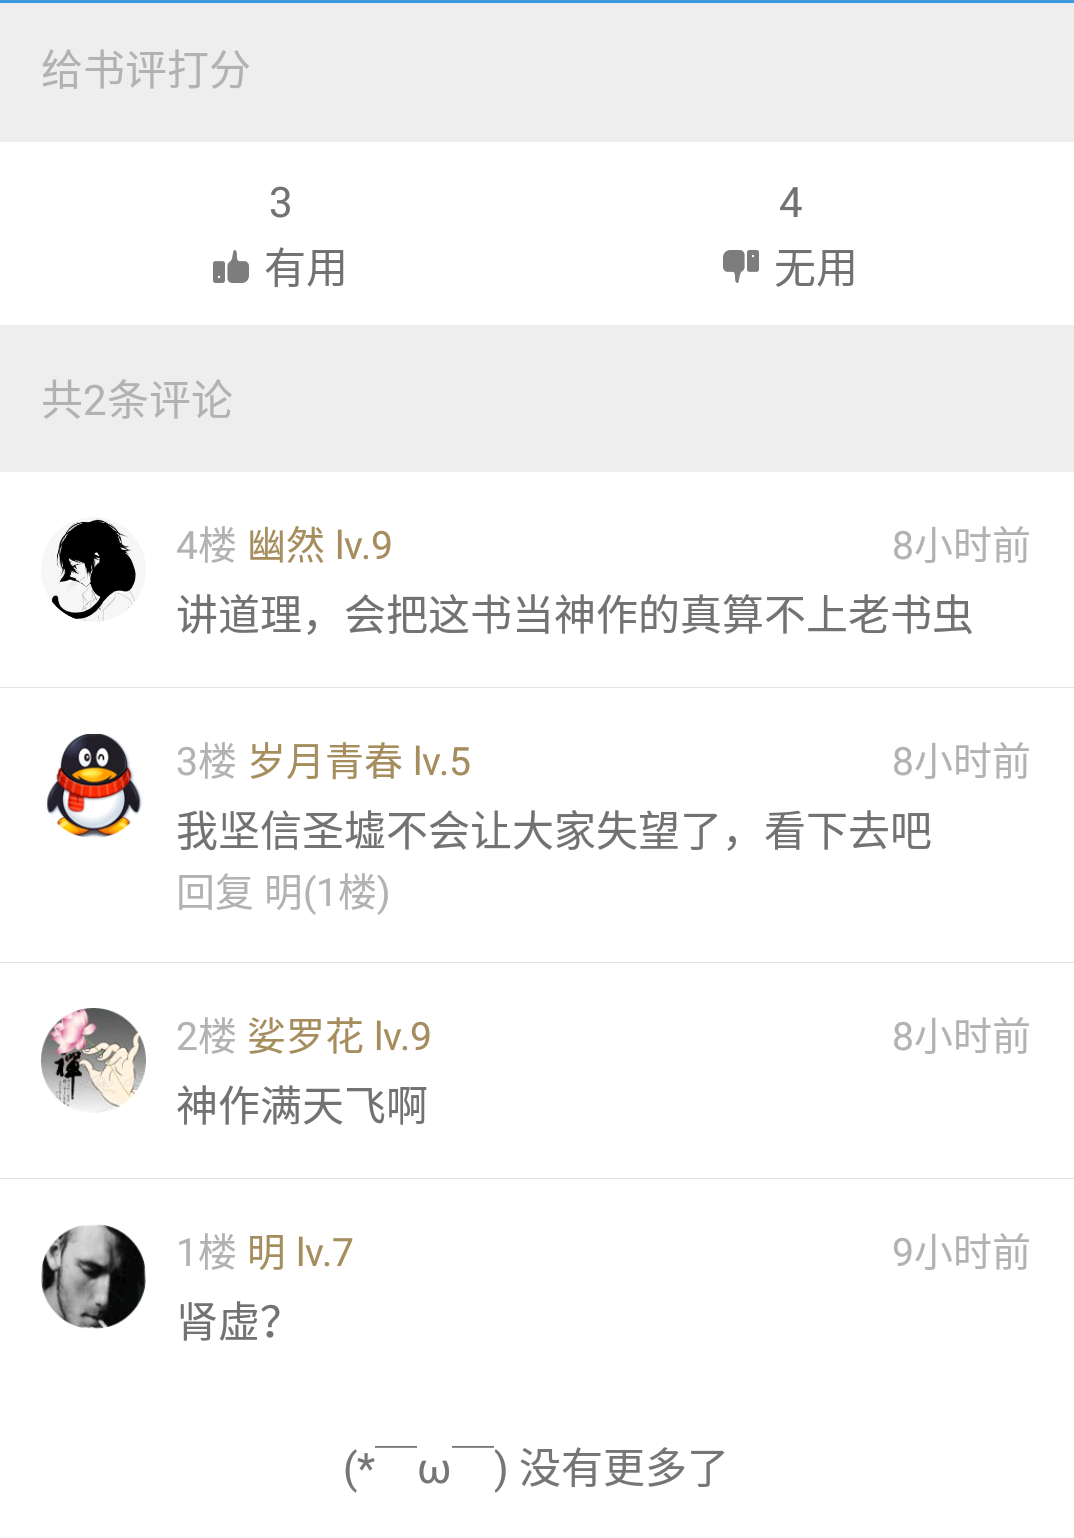 给书评打分
3
4
有用
无用
共2条评论
4楼 幽然 lv.9 8小时前
讲道理，会把这书当神作的真算不上老书虫
3楼 岁月青春 lv.5 8小时前
我坚信圣墟不会让大家失望了，看下去吧
回复 明(1楼)
2楼 娑罗花 lv.9 8小时前
禅
神作满天飞啊
1楼 明 lv.7 9小时前
肾虚？
(*￣ω￣) 没有更多了